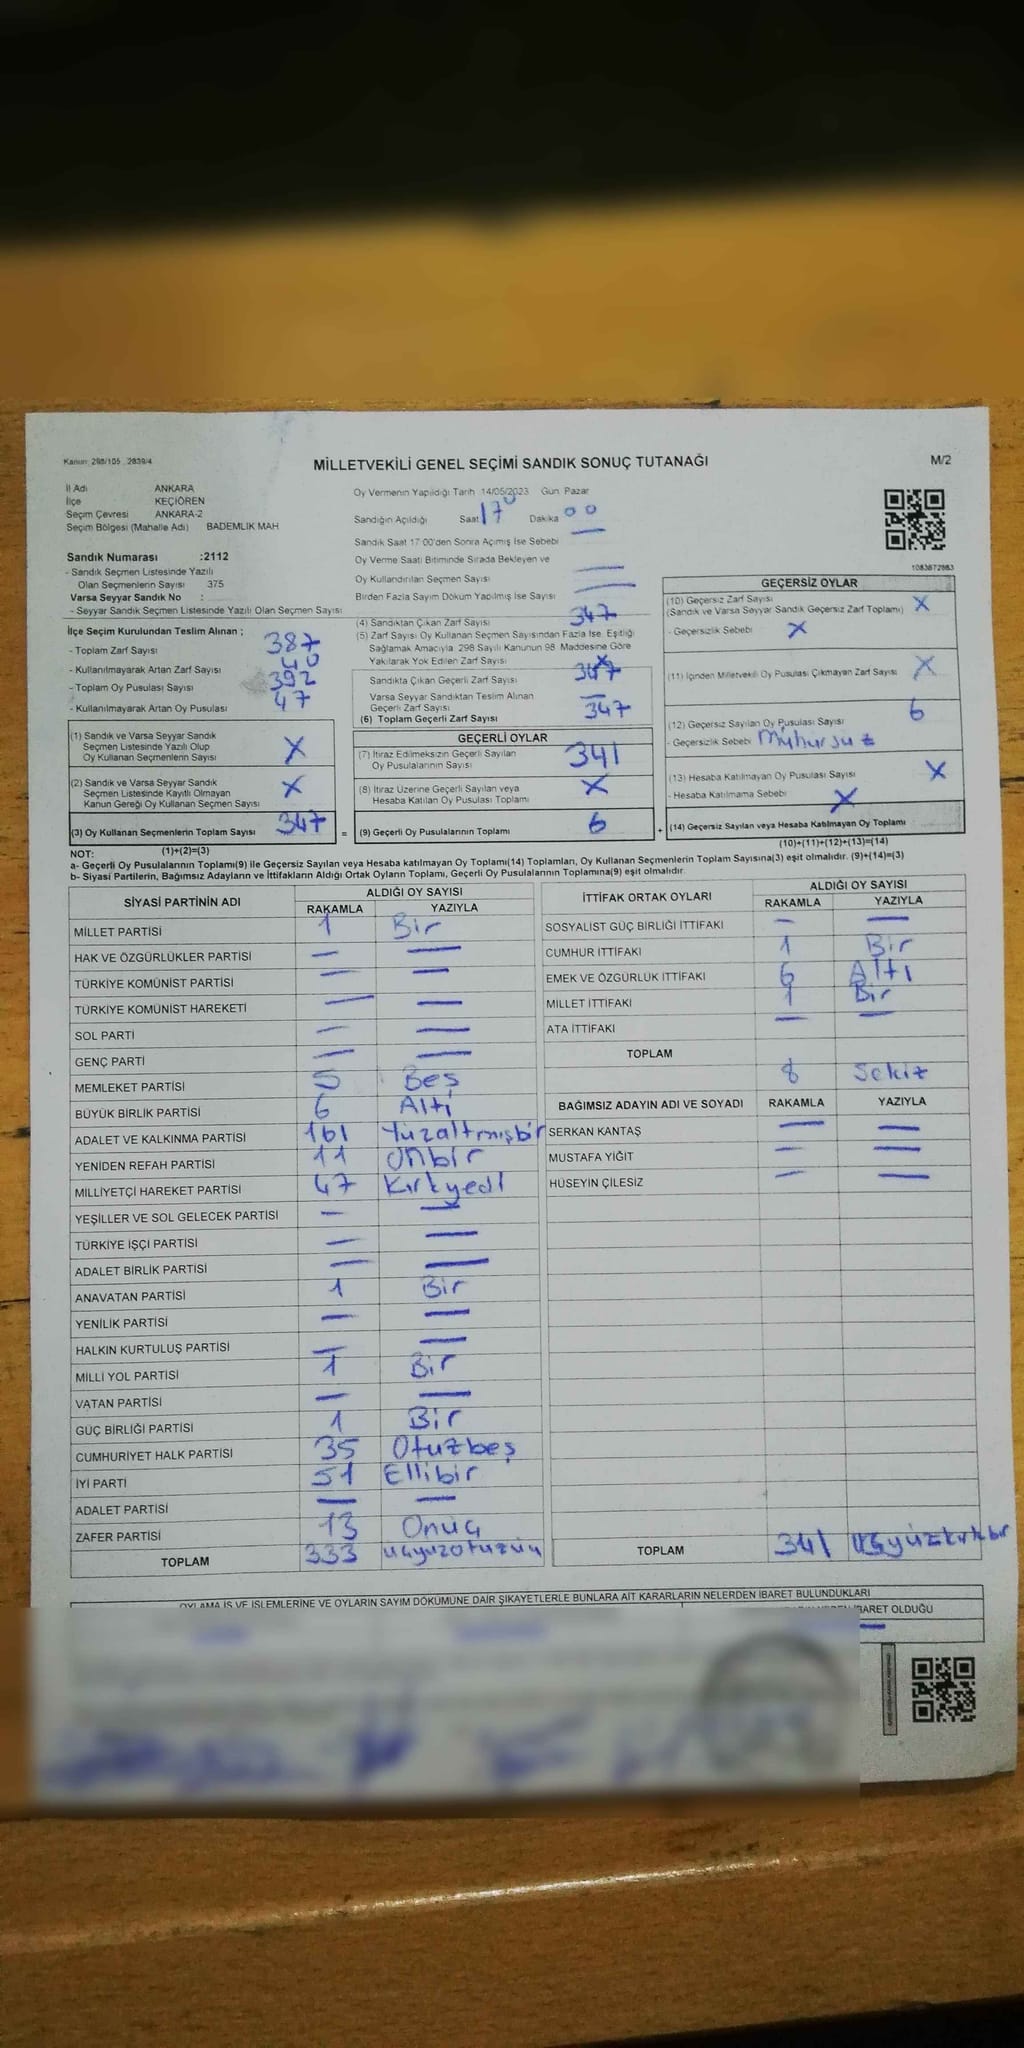 Kanun: 298/105 , 2839/4
MİLLETVEKİLİ GENEL SEÇİMİ SANDIK SONUÇ TUTANAĞI
M/2
İl Adı ANKARA
İlçe KEÇİÖREN
Seçim Çevresi ANKARA-2
Seçim Bölgesi (Mahalle Adı) BADEMLIK MAH
Sandık Numarası :2112
- Sandık Seçmen Listesinde Yazılı
Olan Seçmenlerin Sayısı 375
Varsa Seyyar Sandık No :
- Seyyar Sandık Seçmen Listesinde Yazılı Olan Seçmen Sayısı:
Oy Vermenin Yapıldığı Tarih 14/05/2023 Gün Pazar
Sandığın Açıldığı Saat 17 Dakika 00
Sandık Saat 17 00'den Sonra Açımış İse Sebebi
Oy Verme Saati Bitiminde Sırada Bekleyen ve
Oy Kullandırılan Seçmen Sayısı
Birden Fazla Sayım Döküm Yapılmış İse Sayısı
1083872863
İlçe Seçim Kurulundan Teslim Alınan ;
- Toplam Zarf Sayısı 387
- Kullanılmayarak Artan Zarf Sayısı 40
- Toplam Oy Pusulası Sayısı 392
- Kullanılmayarak Artan Oy Pusulası 47
(1) Sandık ve Varsa Seyyar Sandık
Seçmen Listesinde Yazılı Olup
Oy Kullanan Seçmenlerin Sayısı X
(2) Sandık ve Varsa Seyyar Sandık
Seçmen Listesinde Kayıtlı Olmayan
Kanun Gereği Oy Kullanan Seçmen Sayısı X
(3) Oy Kullanan Seçmenlerin Toplam Sayısı 347 =
(1)+(2)=(3)
(4) Sandıktan Çıkan Zarf Sayısı 347
(5) Zarf Sayısı Oy Kullanan Seçmen Sayısından Fazla İse, Eşitliği
Sağlamak Amacıyla 298 Sayılı Kanunun 98. Maddesine Göre
Yakılarak Yok Edilen Zarf Sayısı X
Sandıkta Çıkan Geçerli Zarf Sayısı 347
Varsa Seyyar Sandıktan Teslim Alınan
Geçerli Zarf Sayısı
(6) Toplam Geçerli Zarf Sayısı 347
GEÇERLİ OYLAR
(7) İtiraz Edilmeksizin Geçerli Sayılan
Oy Pusulalarının Sayısı 341
(8) İtiraz Üzerine Geçerli Sayılan veya
Hesaba Katılan Oy Pusulası Toplamı X
(9) Geçerli Oy Pusulalarının Toplamı 6 +
GEÇERSİZ OYLAR
(10) Geçersiz Zarf Sayısı X
(Sandık ve Varsa Seyyar Sandık Geçersiz Zarf Toplamı)
- Geçersizlik Sebebi X
(11) İçinden Milletvekili Oy Pusulası Çıkmayan Zarf Sayısı X
(12) Geçersiz Sayılan Oy Pusulası Sayısı 6
- Geçersizlik Sebebi Mühürsüz
(13) Hesaba Katılmayan Oy Pusulası Sayısı X
- Hesaba Katılmama Sebebi X
(14) Geçersiz Sayılan veya Hesaba Katılmayan Oy Toplamı
(10)+(11)+(12)+(13)=(14)
NOT:
a- Geçerli Oy Pusulalarının Toplamı(9) ile Geçersiz Sayılan veya Hesaba katılmayan Oy Toplamı(14) Toplamları, Oy Kullanan Seçmenlerin Toplam Sayısına(3) eşit olmalıdır. (9)+(14)=(3)
b- Siyasi Partilerin, Bağımsız Adayların ve İttifakların Aldığı Ortak Oyların Toplamı, Geçerli Oy Pusulalarının Toplamına(9) eşit olmalıdır.
SİYASİ PARTİNİN ADI ALDIĞI OY SAYISI
RAKAMLA YAZIYLA
MİLLET PARTİSİ 1 Bir
HAK VE ÖZGÜRLÜKLER PARTİSİ — —
TÜRKİYE KOMÜNİST PARTİSİ — —
TÜRKİYE KOMÜNİST HAREKETİ — —
SOL PARTİ — —
GENÇ PARTİ — —
MEMLEKET PARTİSİ 5 Beş
BÜYÜK BİRLİK PARTİSİ 6 Altı
ADALET VE KALKINMA PARTİSİ 161 Yüzaltmışbir
YENİDEN REFAH PARTİSİ 11 Onbir
MİLLİYETÇİ HAREKET PARTİSİ 47 Kırkyedi
YEŞİLLER VE SOL GELECEK PARTİSİ — —
TÜRKİYE İŞÇİ PARTİSİ — —
ADALET BİRLİK PARTİSİ — —
ANAVATAN PARTİSİ 1 Bir
YENİLİK PARTİSİ — —
HALKIN KURTULUŞ PARTİSİ — —
MİLLİ YOL PARTİSİ 1 Bir
VATAN PARTİSİ — —
GÜÇ BİRLİĞİ PARTİSİ 1 Bir
CUMHURİYET HALK PARTİSİ 35 Otuzbeş
İYİ PARTİ 51 Ellibir
ADALET PARTİSİ — —
ZAFER PARTİSİ 13 Onüç
TOPLAM 333 üçyüzotuzüç
İTTİFAK ORTAK OYLARI ALDIĞI OY SAYISI
RAKAMLA YAZIYLA
SOSYALIST GÜÇ BİRLİĞİ İTTİFAKI — —
CUMHUR İTTİFAKI 1 Bir
EMEK VE ÖZGÜRLÜK İTTİFAKI 6 Altı
MİLLET İTTİFAKI 1 Bir
ATA İTTİFAKI — —
TOPLAM 8 Sekiz
BAĞIMSIZ ADAYIN ADI VE SOYADI RAKAMLA YAZIYLA
SERKAN KANTAŞ — —
MUSTAFA YİĞİT — —
HÜSEYİN ÇİLESİZ — —
TOPLAM 341 üçyüzkırkbir
OYLAMA İŞ VE İŞLEMLERİNE VE OYLARIN SAYIM DÖKÜMÜNE DAİR ŞİKAYETLERLE BUNLARA AİT KARARLARIN NELERDEN İBARET BULUNDUKLARI
İBARET OLDUĞU